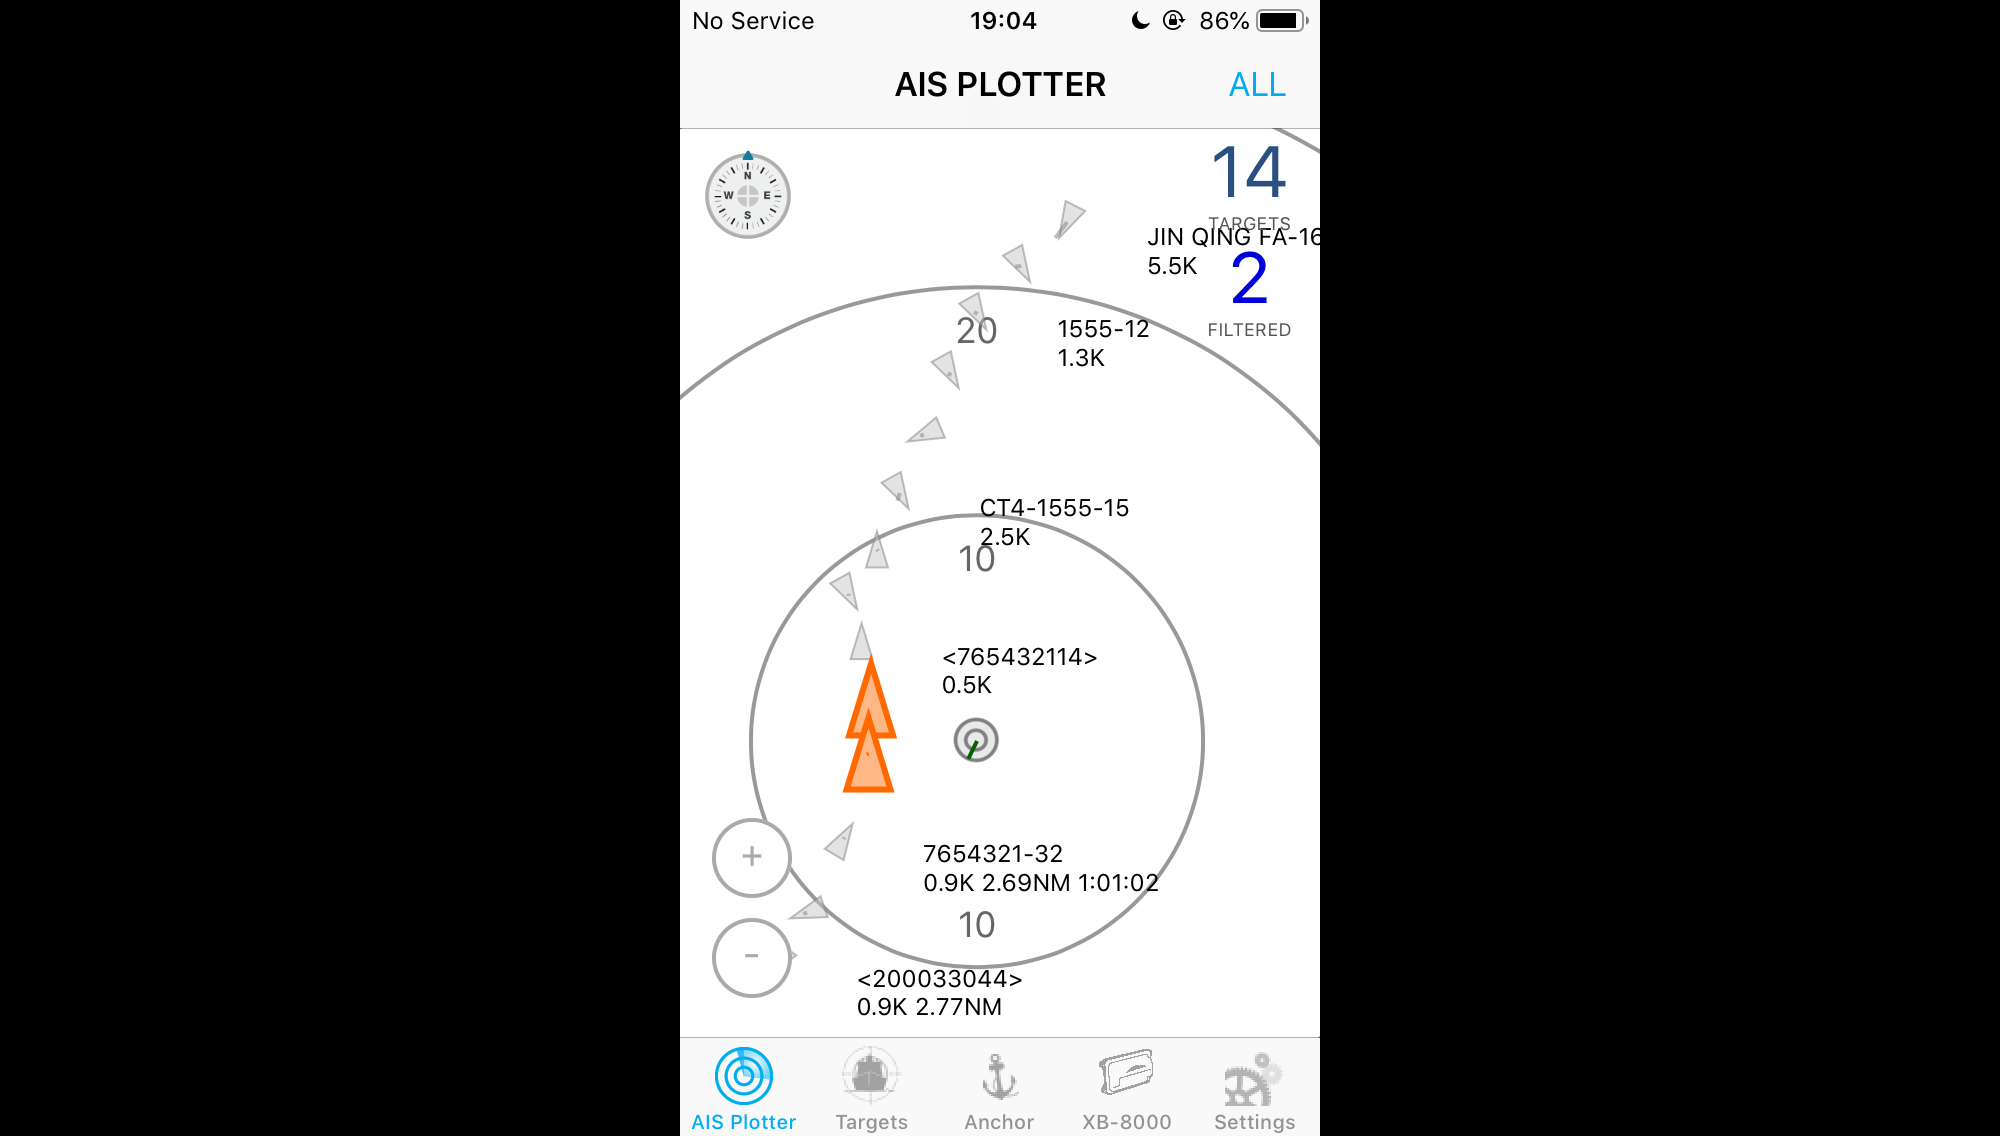 No Service 19:04 86%
AIS PLOTTER ALL
N
W E
S
14
TARGETS
JIN QING FA-16
5.5K
2
FILTERED
20
1555-12
1.3K
CT4-1555-15
2.5K
10
<765432114>
0.5K
+
7654321-32
0.9K 2.69NM 1:01:02
10
-
<200033044>
0.9K 2.77NM
AIS Plotter Targets Anchor XB-8000 Settings